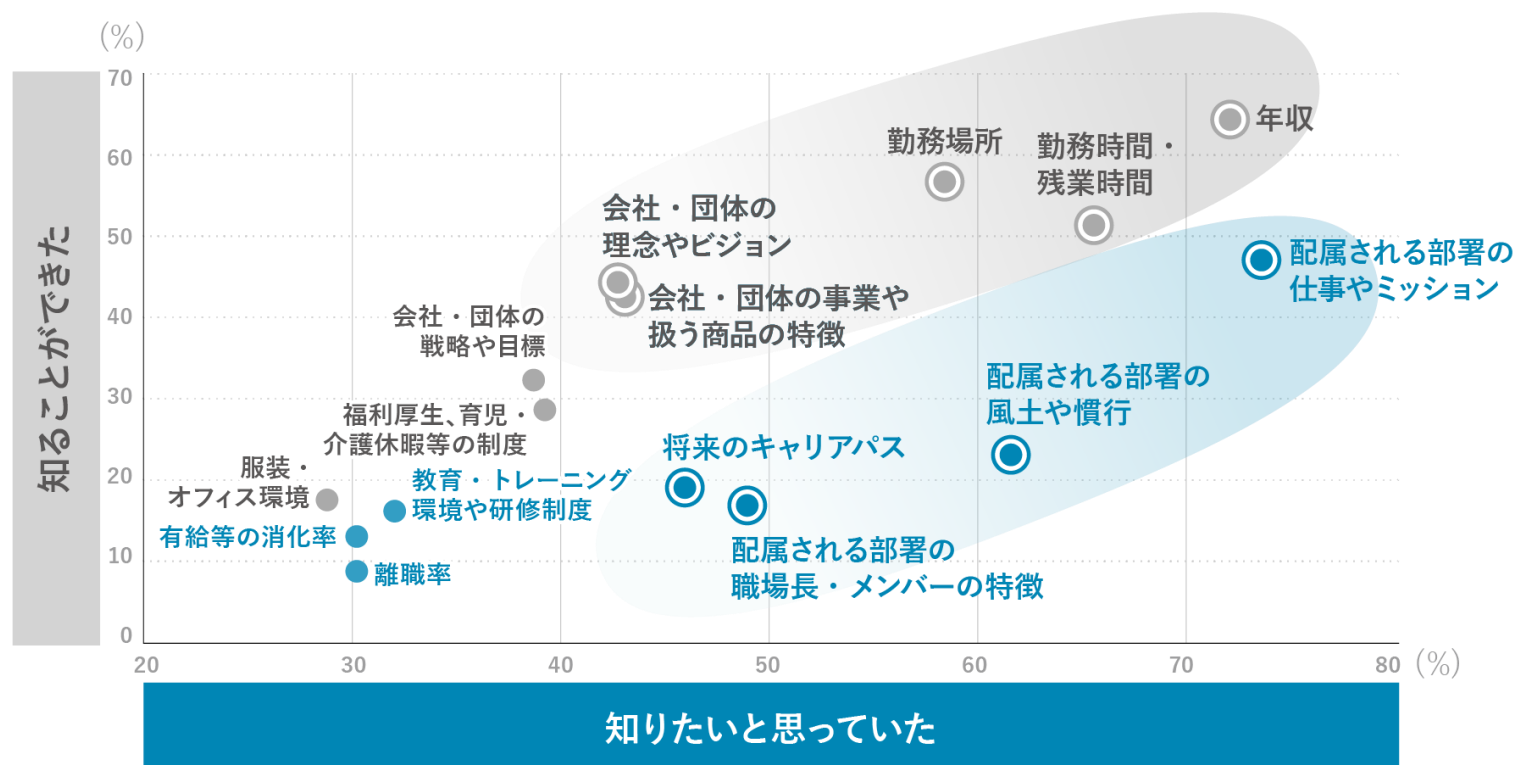 (%)
知ることができた
70
60
50
40
30
20
10
0
年収
勤務場所
勤務時間・
残業時間
会社・団体の
理念やビジョン
会社・団体の事業や
扱う商品の特徴
配属される部署の
仕事やミッション
会社・団体の
戦略や目標
配属される部署の
風土や慣行
福利厚生、育児・
介護休暇等の制度
将来のキャリアパス
服装・
オフィス環境
教育・トレーニング
環境や研修制度
有給等の消化率
配属される部署の
職場長・メンバーの特徴
離職率
20
30
40
50
60
70
80
(%)
知りたいと思っていた